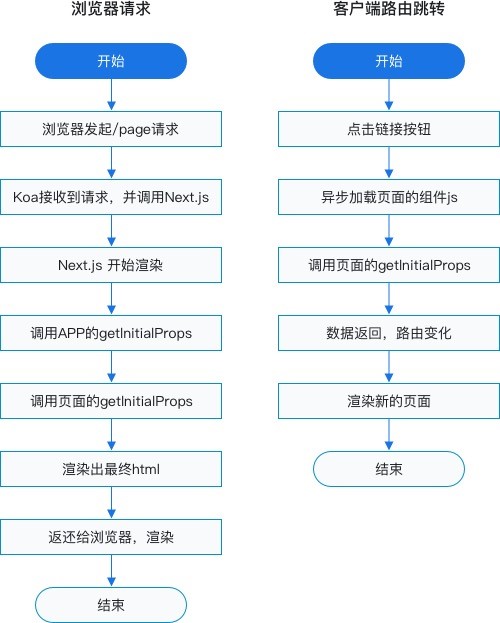 浏览器请求
开始
浏览器发起/page请求
Koa接收到请求，并调用Next.js
Next.js 开始渲染
调用APP的getInitialProps
调用页面的getInitialProps
渲染出最终html
返还给浏览器，渲染
结束
客户端路由跳转
开始
点击链接按钮
异步加载页面的组件js
调用页面的getInitialProps
数据返回，路由变化
渲染新的页面
结束